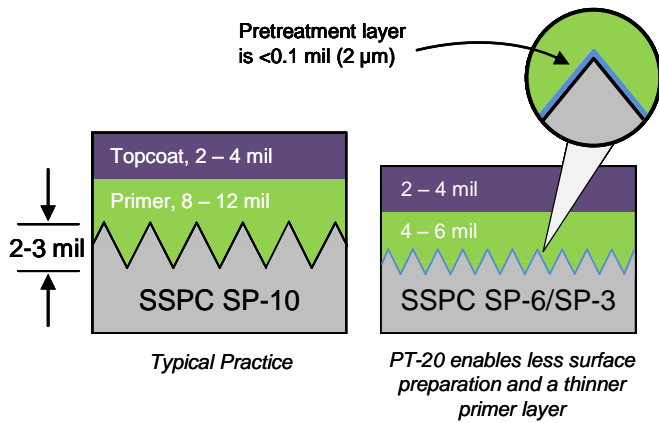 Pretreatment layer
is <0.1 mil (2 µm)
Topcoat, 2 – 4 mil
Primer, 8 – 12 mil
2-3 mil
SSPC SP-10
Typical Practice
2 – 4 mil
4 – 6 mil
SSPC SP-6/SP-3
PT-20 enables less surface
preparation and a thinner
primer layer